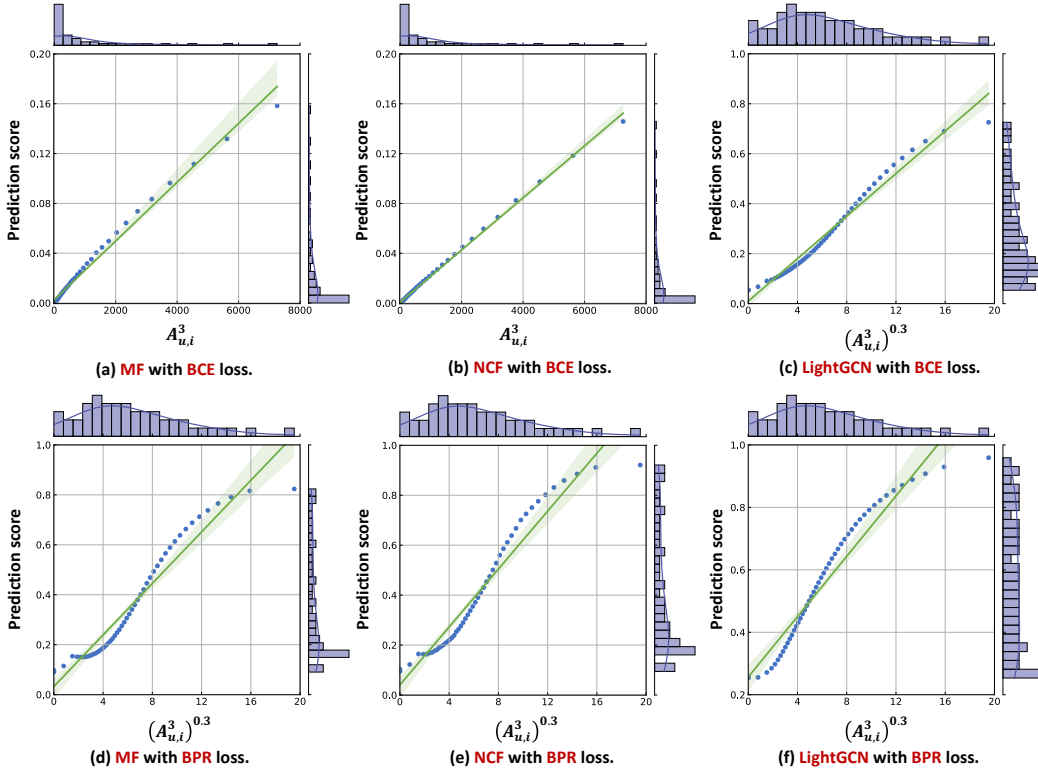 0.20
0.16
0.12
0.08
0.04
0.00
Prediction score
0 2000 4000 6000 8000
A³u,i
(a) MF with BCE loss.
0.20
0.16
0.12
0.08
0.04
0.00
Prediction score
0 2000 4000 6000 8000
A³u,i
(b) NCF with BCE loss.
1.0
0.8
0.6
0.4
0.2
0.0
Prediction score
0 4 8 12 16 20
(A³u,i)^0.3
(c) LightGCN with BCE loss.
1.0
0.8
0.6
0.4
0.2
0.0
Prediction score
0 4 8 12 16 20
(A³u,i)^0.3
(d) MF with BPR loss.
1.0
0.8
0.6
0.4
0.2
0.0
Prediction score
0 4 8 12 16 20
(A³u,i)^0.3
(e) NCF with BPR loss.
1.0
0.8
0.6
0.4
0.2
Prediction score
0 4 8 12 16 20
(A³u,i)^0.3
(f) LightGCN with BPR loss.